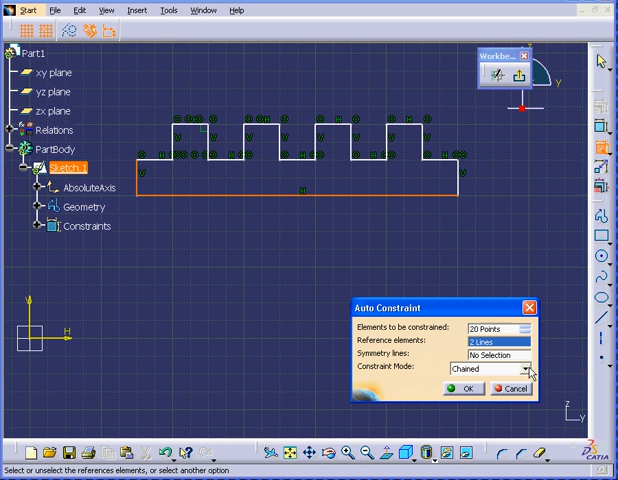 Start File Edit View Insert Tools Window Help
Part1
xy plane
yz plane
zx plane
Relations
PartBody
Sketch.1
AbsoluteAxis
Geometry
Constraints
Workbe...
z
y
V
H
Auto Constraint
Elements to be constrained: 20 Points
Reference elements: 2 Lines
Symmetry lines: No Selection
Constraint Mode: Chained
OK Cancel
z
y
CATIA
Select or unselect the references elements, or select another option